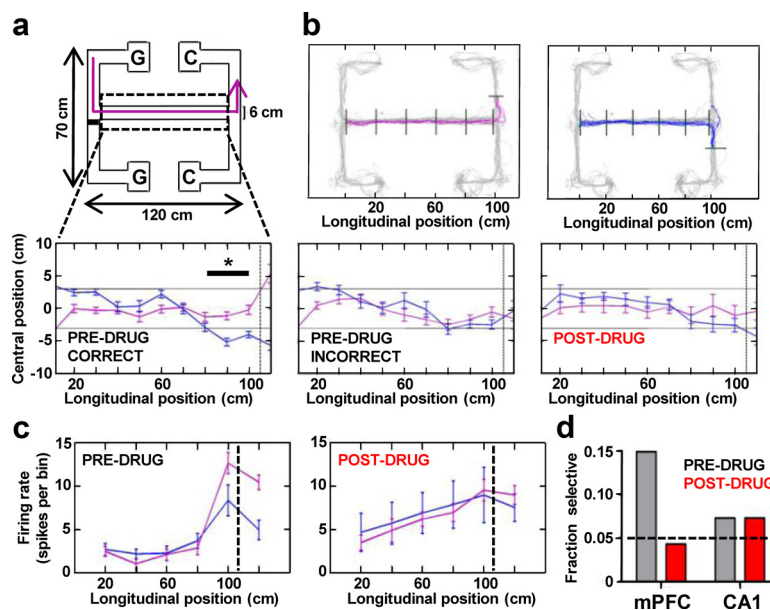 a
b
G C
G C
70 cm
6 cm
120 cm
20 60 100
Longitudinal position (cm)
20 60 100
Longitudinal position (cm)
Central position (cm)
10
5
0
-5
-10
*
PRE-DRUG
CORRECT
20 60 100
Longitudinal position
(cm)
PRE-DRUG
INCORRECT
20 60 100
Longitudinal position
(cm)
POST-DRUG
20 60 100
Longitudinal position
(cm)
c
Firing rate
(spikes per bin)
15
10
5
0
PRE-DRUG
20 60 100
Longitudinal position (cm)
15
10
5
0
POST-DRUG
20 60 100
Longitudinal position (cm)
d
Fraction selective
0.15
0.05
0
PRE-DRUG
POST-DRUG
mPFC CA1